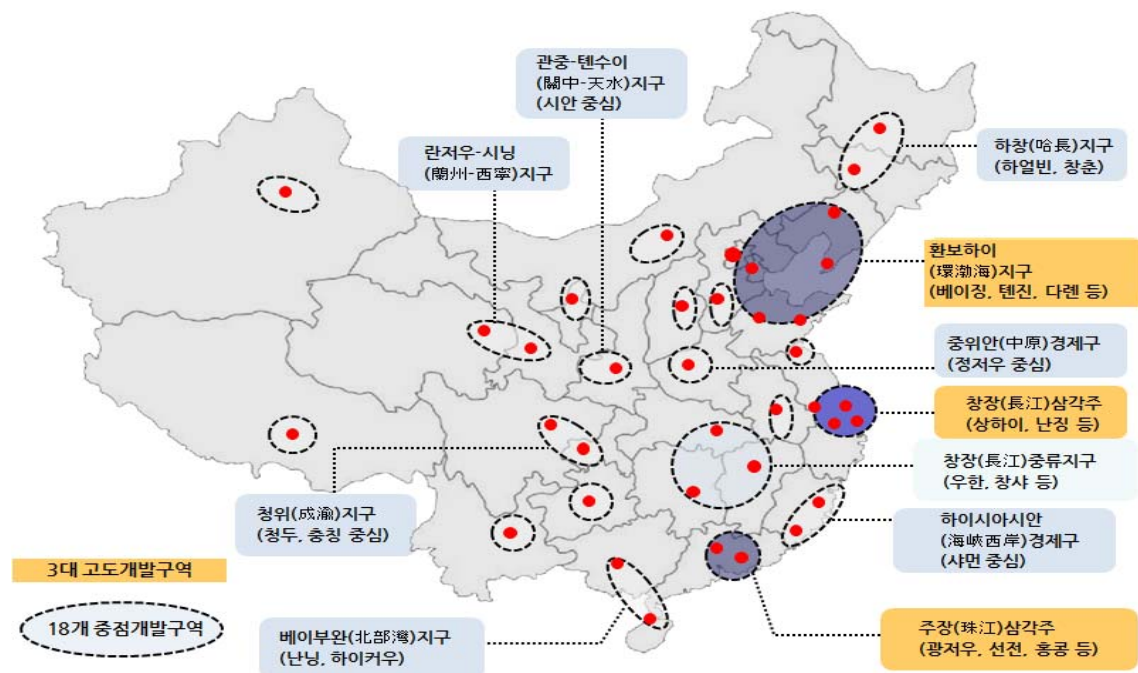 관중-텐수이
(關中-天水)지구
(시안 중심)
란저우-시닝
(蘭州-西寧)지구
하창(哈長)지구
(하얼빈, 창춘)
환보하이
(環渤海)지구
(베이징, 텐진, 다렌 등)
중위안(中原)경제구
(정저우 중심)
창장(長江)삼각주
(상하이, 난징 등)
창장(長江)중류지구
(우한, 창샤 등)
청위(成渝)지구
(청두, 충칭 중심)
하이시아시안
(海峽西岸)경제구
(샤먼 중심)
3대 고도개발구역
18개 중점개발구역
베이부완(北部灣)지구
(난닝, 하이커우)
주장(珠江)삼각주
(광저우, 선전, 홍콩 등)